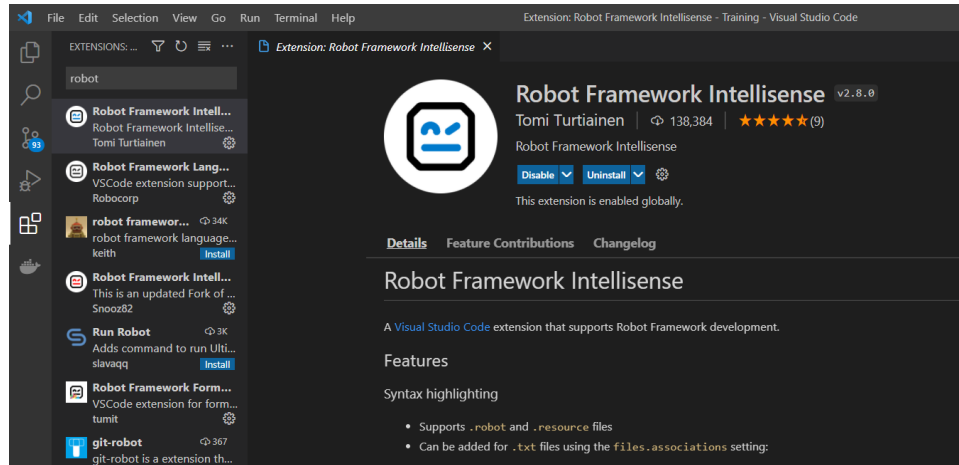 File Edit Selection View Go Run Terminal Help
Extension: Robot Framework Intellisense - Training - Visual Studio Code
EXTENSIONS: ...
Extension: Robot Framework Intellisense
robot
93
Robot Framework Intell...
Robot Framework Intellise...
Tomi Turtiainen
Robot Framework Lang...
VSCode extension support...
Robocorp
robot framewor... 34K
robot framework language...
keith Install
Robot Framework Intell...
This is an updated Fork of ...
Snooz82
Run Robot 3K
Adds command to run Ulti...
slavaqq Install
Robot Framework Form...
VSCode extension for form...
tumit
git-robot 367
git-robot is a extension th...
Robot Framework Intellisense v2.8.0
Tomi Turtiainen 138,384 (9)
Robot Framework Intellisense
Disable Uninstall
This extension is enabled globally.
Details Feature Contributions Changelog
Robot Framework Intellisense
A Visual Studio Code extension that supports Robot Framework development.
Features
Syntax highlighting
• Supports .robot and .resource files
• Can be added for .txt files using the files.associations setting: